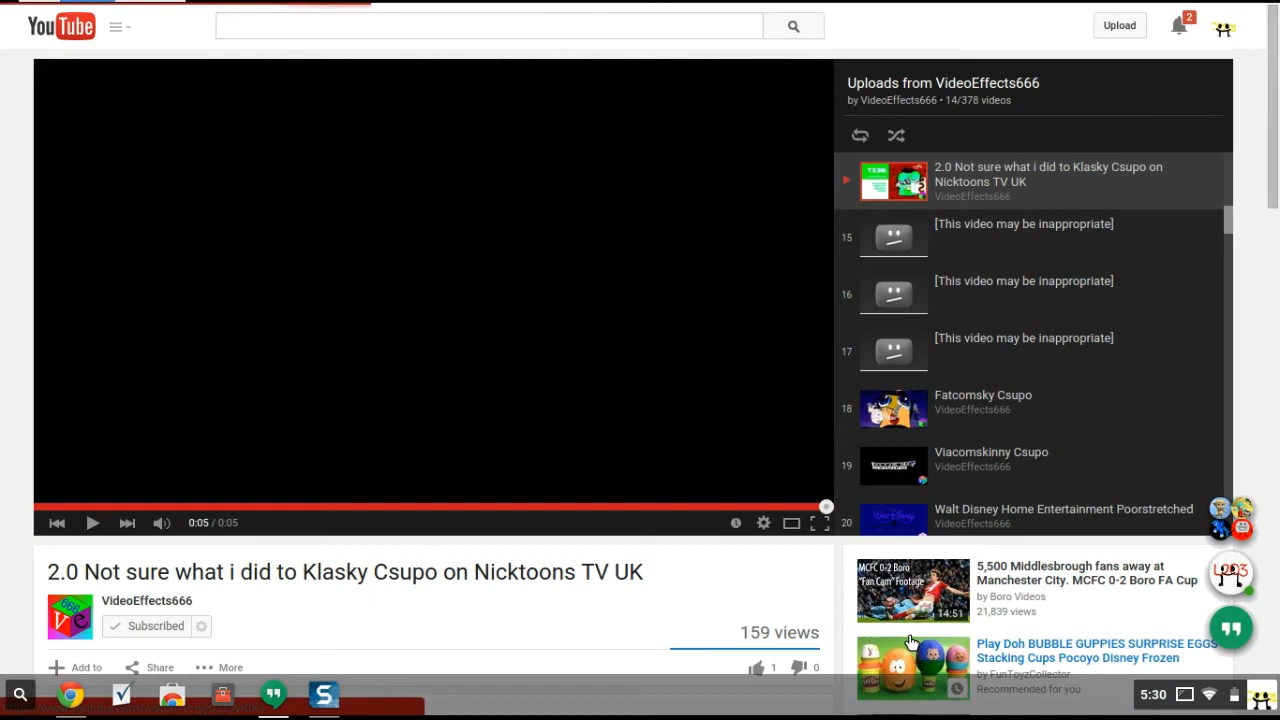 YouTube
Upload
2
Uploads from VideoEffects666
by VideoEffects666 • 14/378 videos
2.0 Not sure what i did to Klasky Csupo on
Nicktoons TV UK
VideoEffects666
15
[This video may be inappropriate]
16
[This video may be inappropriate]
17
[This video may be inappropriate]
18
Fatcomsky Csupo
VideoEffects666
19
Viacomskinny Csupo
VideoEffects666
20
Walt Disney Home Entertainment Poorstretched
VideoEffects666
0:05 / 0:05
2.0 Not sure what i did to Klasky Csupo on Nicktoons TV UK
666
Ve
VideoEffects666
Subscribed
159 views
Add to
Share
More
1
0
MCFC 0-2 Boro
"Fan Cam" Footage
14:51
5,500 Middlesbrough fans away at
Manchester City. MCFC 0-2 Boro FA Cup
by Boro Videos
21,839 views
Play Doh BUBBLE GUPPIES SURPRISE EGGS
Stacking Cups Pocoyo Disney Frozen
by FunToyzCollector
Recommended for you
S
5:30